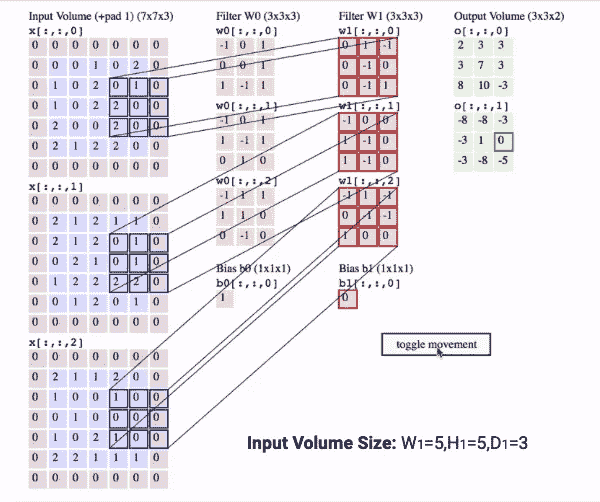 Input Volume (+pad 1) (7x7x3)
x[:,:,0]
0 0 0 0 0 0 0
0 0 0 1 0 2 0
0 1 0 2 0 1 0
0 1 0 2 2 0 0
0 2 0 0 2 0 0
0 2 1 2 2 0 0
0 0 0 0 0 0 0
x[:,:,1]
0 0 0 0 0 0 0
0 2 1 2 1 1 0
0 2 1 2 0 1 0
0 0 2 1 0 1 0
0 1 2 2 2 2 0
0 0 1 2 0 1 0
0 0 0 0 0 0 0
x[:,:,2]
0 0 0 0 0 0 0
0 2 1 1 2 0 0
0 1 0 0 1 0 0
0 0 1 0 0 0 0
0 1 0 2 1 0 0
0 2 2 1 1 1 0
0 0 0 0 0 0 0
Filter W0 (3x3x3)
w0[:,:,0]
-1 0 1
0 0 1
1 -1 1
w0[:,:,1]
-1 0 1
1 -1 1
0 1 0
w0[:,:,2]
-1 1 1
1 1 0
0 -1 0
Bias b0 (1x1x1)
b0[:,:,0]
1
Filter W1 (3x3x3)
w1[:,:,0]
0 1 -1
0 -1 0
0 -1 1
w1[:,:,1]
-1 0 0
1 -1 0
1 -1 0
w1[:,:,2]
-1 1 -1
0 -1 -1
1 0 0
Bias b1 (1x1x1)
b1[:,:,0]
0
Output Volume (3x3x2)
o[:,:,0]
2 3 3
3 7 3
8 10 -3
o[:,:,1]
-8 -8 -3
-3 1 0
-3 -8 -5
toggle movement
Input Volume Size: W1=5,H1=5,D1=3